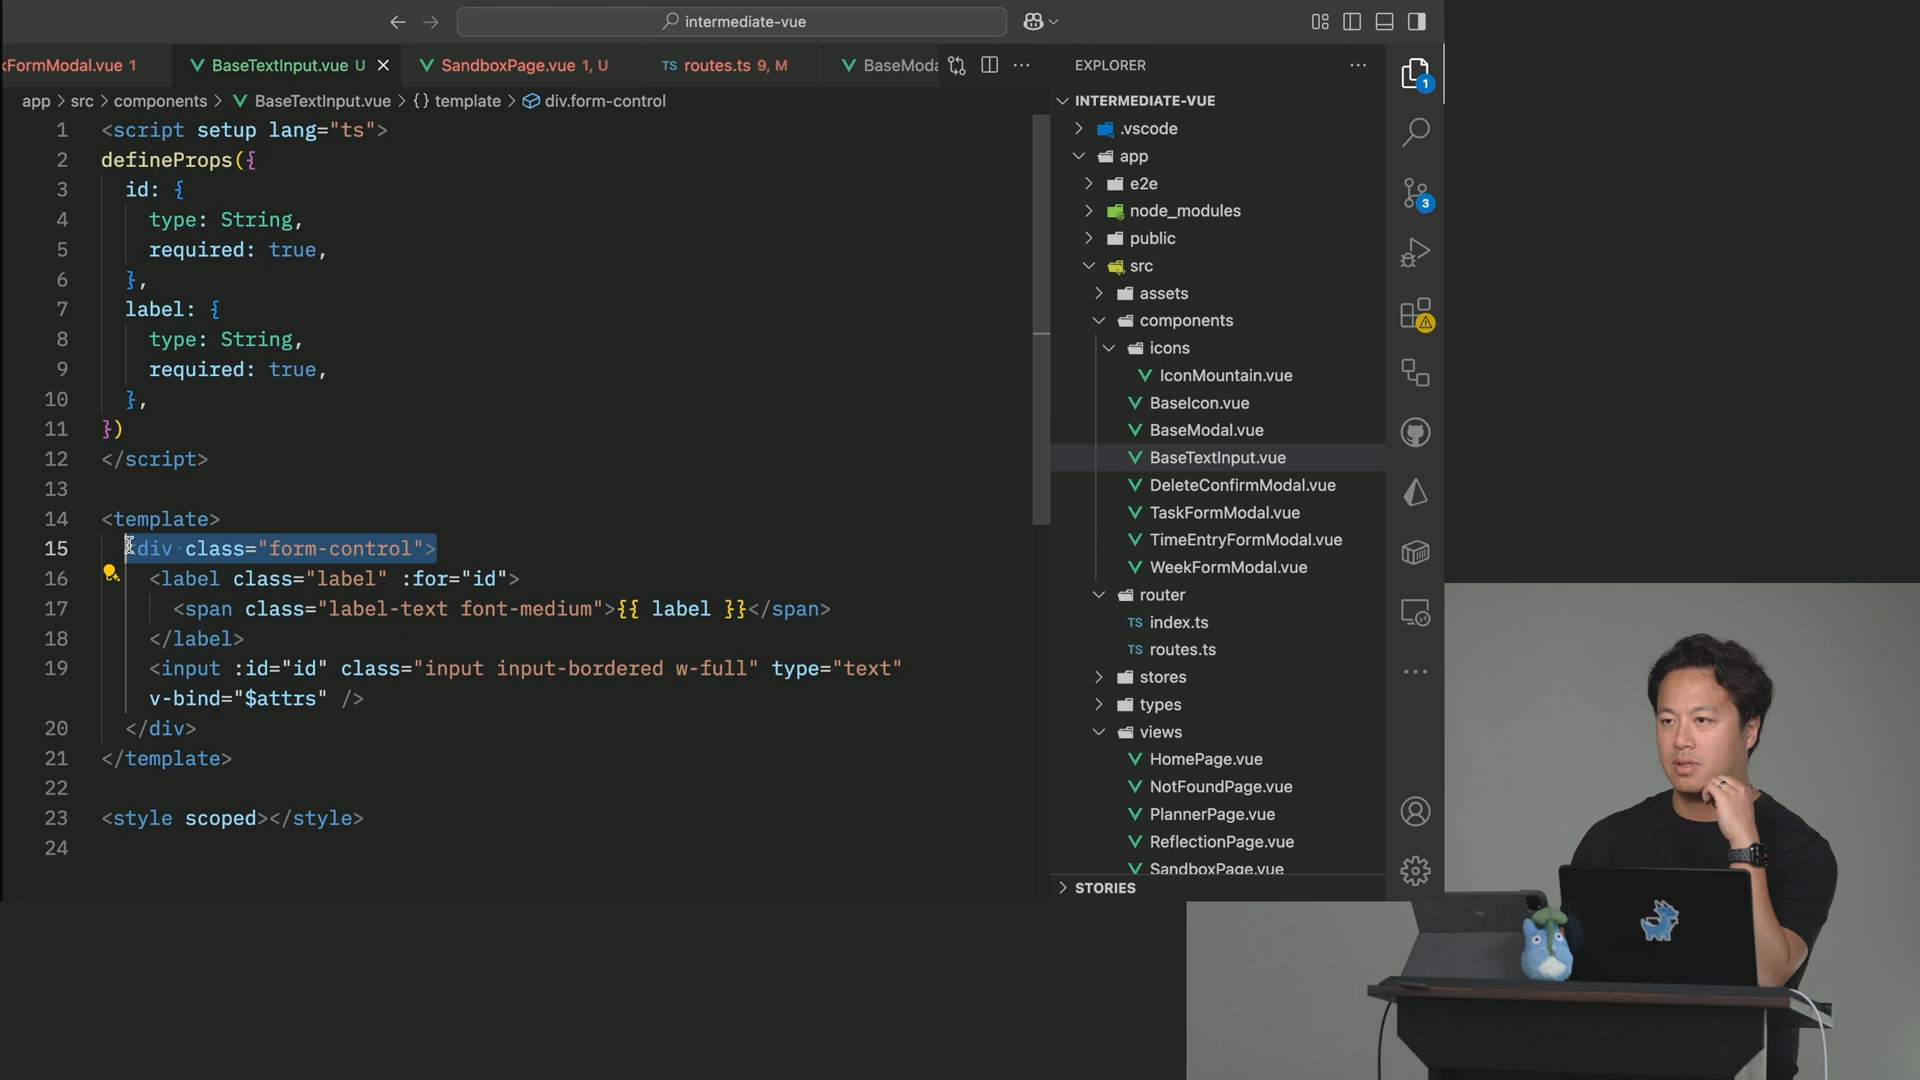 intermediate-vue
kFormModal.vue 1
BaseTextInput.vue U
SandboxPage.vue 1, U
TS routes.ts 9, M
BaseModa
app > src > components > BaseTextInput.vue > {} template > div.form-control
1 <script setup lang="ts">
2 defineProps({
3 id: {
4 type: String,
5 required: true,
6 },
7 label: {
8 type: String,
9 required: true,
10 },
11 })
12 </script>
13
14 <template>
15 <div class="form-control">
16 <label class="label" :for="id">
17 <span class="label-text font-medium">{{ label }}</span>
18 </label>
19 <input :id="id" class="input input-bordered w-full" type="text"
v-bind="$attrs" />
20 </div>
21 </template>
22
23 <style scoped></style>
24
EXPLORER
INTERMEDIATE-VUE
.vscode
app
e2e
node_modules
public
src
assets
components
icons
IconMountain.vue
BaseIcon.vue
BaseModal.vue
BaseTextInput.vue
DeleteConfirmModal.vue
TaskFormModal.vue
TimeEntryFormModal.vue
WeekFormModal.vue
router
TS index.ts
TS routes.ts
stores
types
views
HomePage.vue
NotFoundPage.vue
PlannerPage.vue
ReflectionPage.vue
SandboxPage.vue
STORIES
1
3